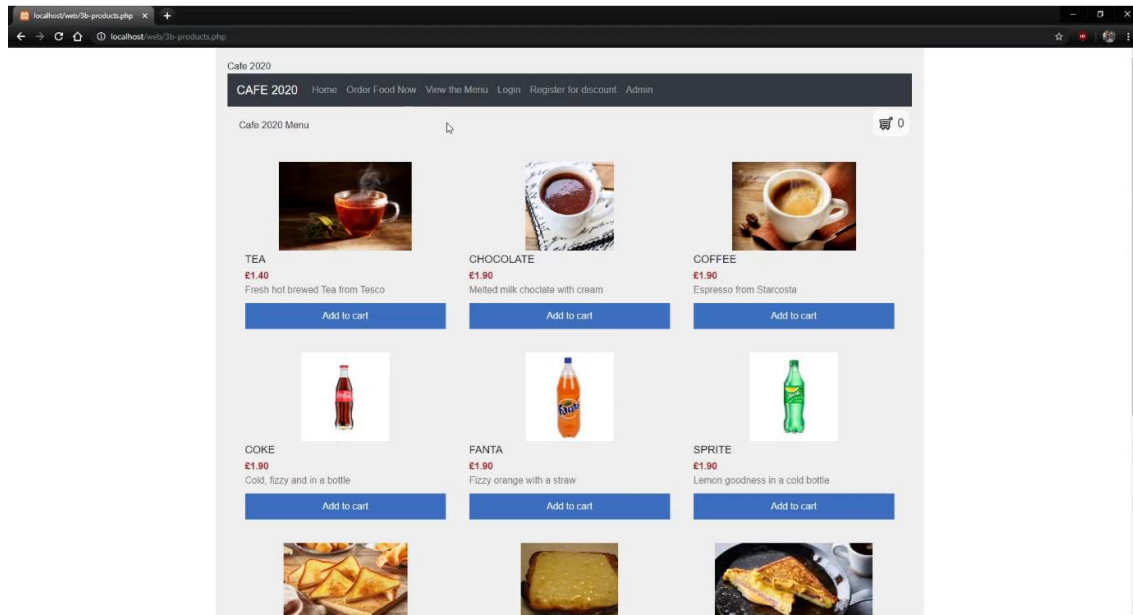 localhost/web/3b-products.php
localhost/web/3b-products.php
Cafe 2020
CAFE 2020 Home Order Food Now View the Menu Login Register for discount Admin
Cafe 2020 Menu
0
TEA
£1.40
Fresh hot brewed Tea from Tesco
Add to cart
CHOCOLATE
£1.90
Melted milk choclate with cream
Add to cart
COFFEE
£1.90
Espresso from Starcosta
Add to cart
COKE
£1.90
Cold, fizzy and in a bottle
Add to cart
Fanta
FANTA
£1.90
Fizzy orange with a straw
Add to cart
SPRITE
£1.90
Lemon goodness in a cold bottle
Add to cart